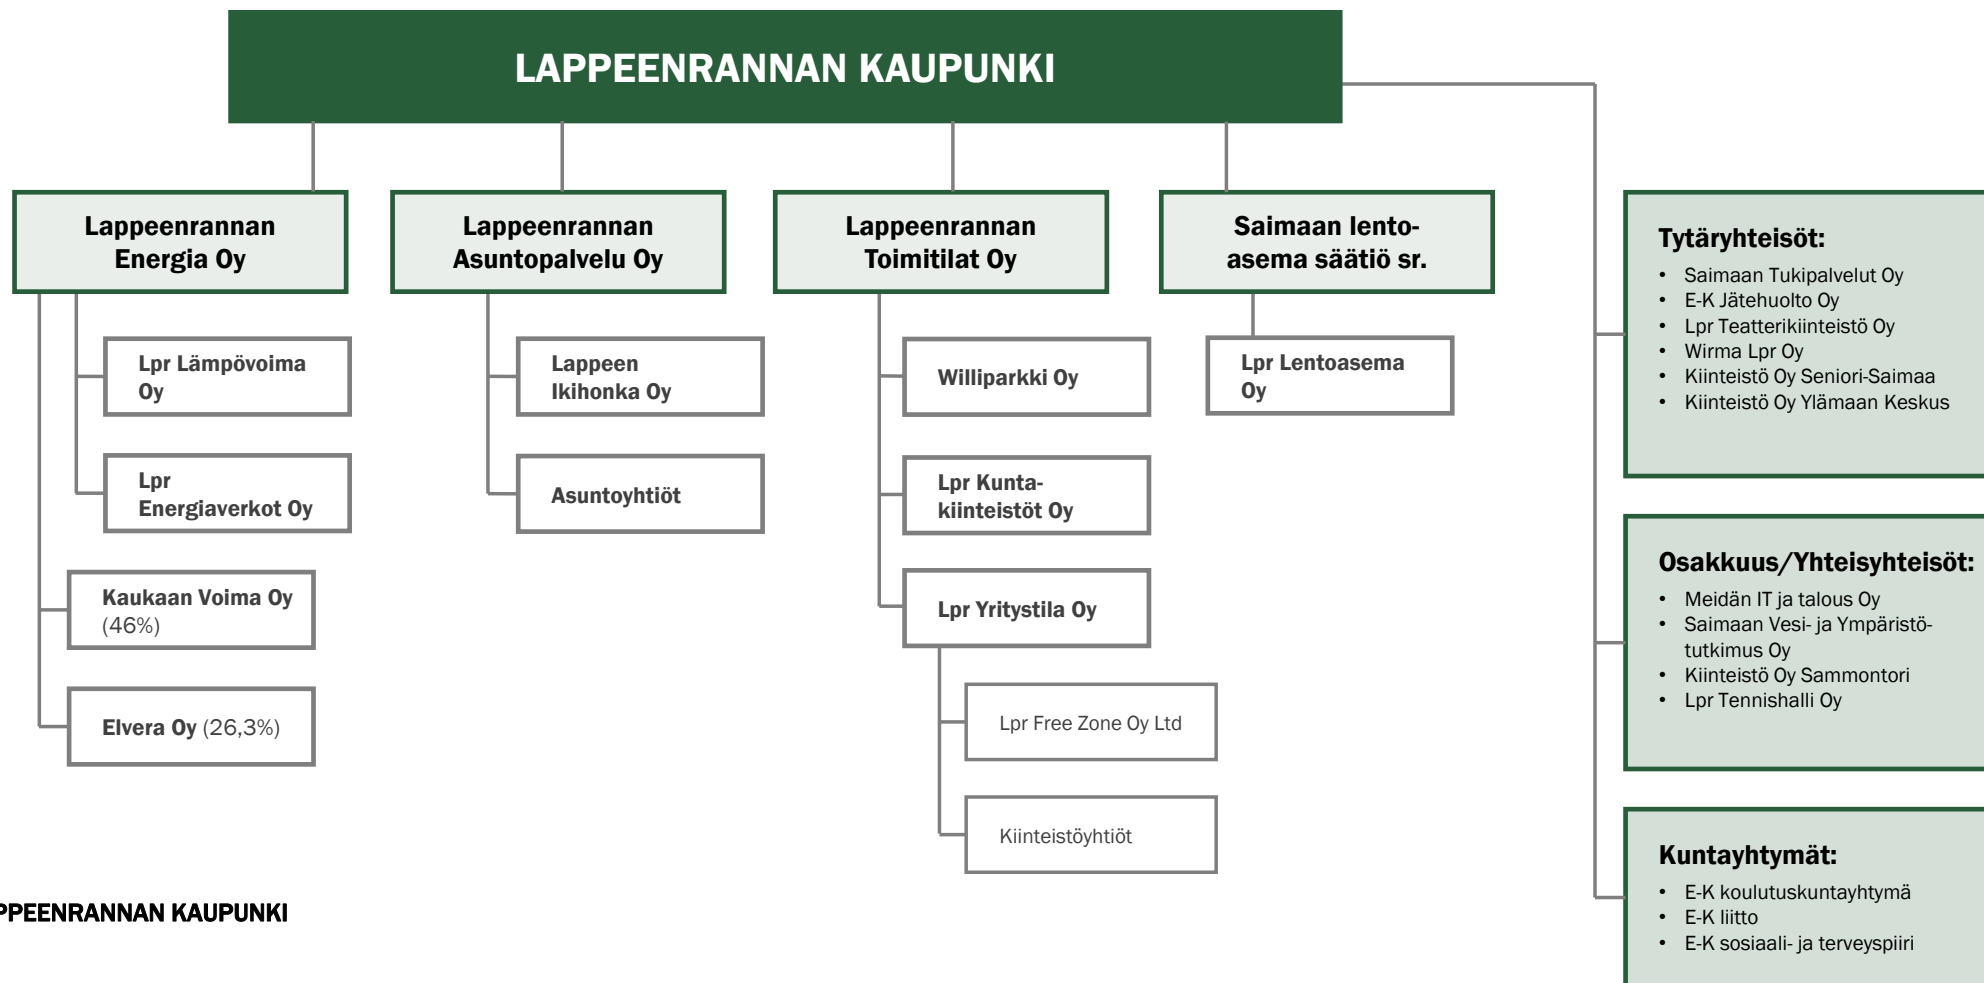 LAPPEENRANNAN KAUPUNKI
Lappeenrannan
Energia Oy
Lpr Lämpövoima
Oy
Lpr
Energiaverkot Oy
Kaukaan Voima Oy
(46%)
Elvera Oy (26,3%)
Lappeenrannan
Asuntopalvelu Oy
Lappeen
Ikihonka Oy
Asuntoyhtiöt
Lappeenrannan
Toimitilat Oy
Williparkki Oy
Lpr Kunta-
kiinteistöt Oy
Lpr Yritystila Oy
Lpr Free Zone Oy Ltd
Kiinteistöyhtiöt
Saimaan lento-
asema säätiö sr.
Lpr Lentoasema
Oy
Tytäryhteisöt:
• Saimaan Tukipalvelut Oy
• E-K Jätehuolto Oy
• Lpr Teatterikiinteistö Oy
• Wirma Lpr Oy
• Kiinteistö Oy Seniori-Saimaa
• Kiinteistö Oy Ylämaan Keskus
Osakkuus/Yhteisyhteisöt:
• Meidän IT ja talous Oy
• Saimaan Vesi- ja Ympäristö-
tutkimus Oy
• Kiinteistö Oy Sammontori
• Lpr Tennishalli Oy
Kuntayhtymät:
• E-K koulutuskuntayhtymä
• E-K liitto
• E-K sosiaali- ja terveyspiiri
PPEENRANNAN KAUPUNKI